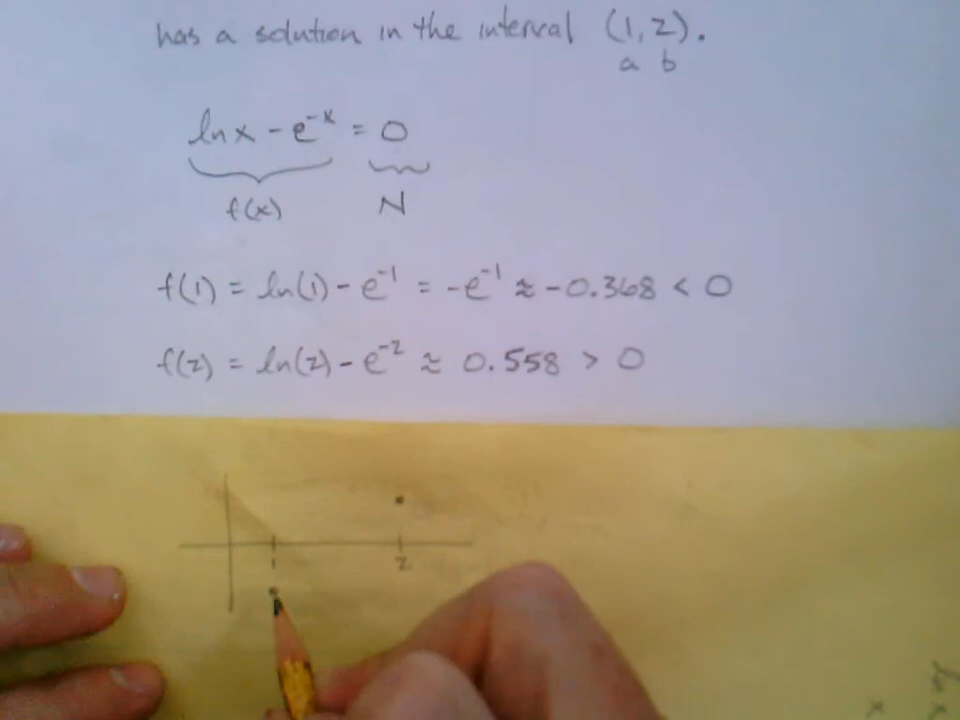 has a solution in the interval (1,2).
a b
ln x - e^-x = 0
f(x) N
f(1) = ln(1) - e^-1 = -e^-1 ≈ -0.368 < 0
f(2) = ln(2) - e^-2 ≈ 0.558 > 0
1 2
ln x
x